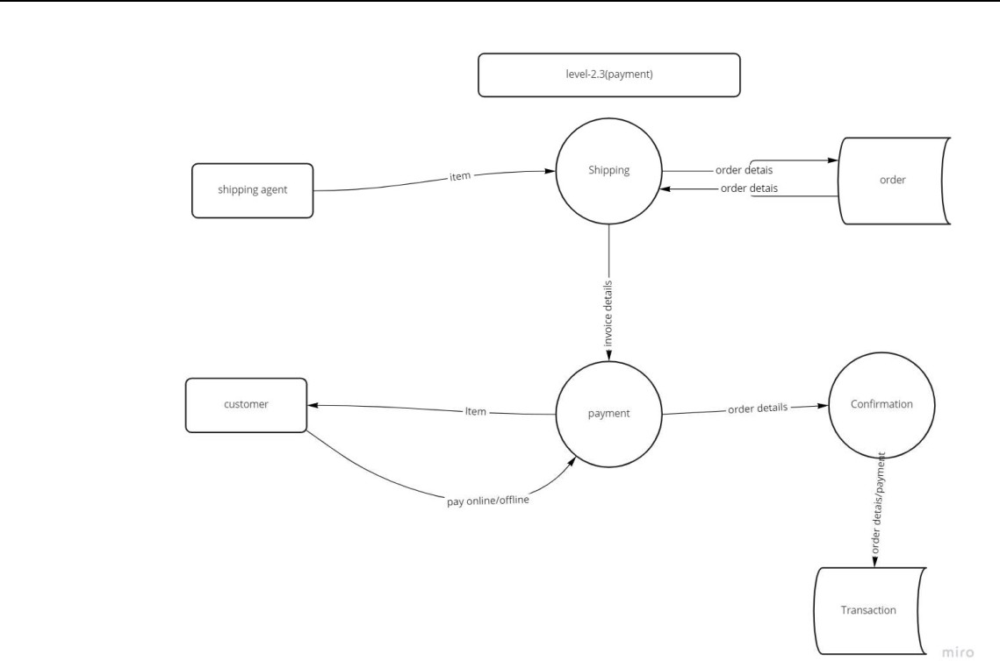 level-2.3(payment)
shipping agent
item
Shipping
order detais
order detais
order
invoice details
customer
Item
payment
order details
Confirmation
pay online/offline
order detais/payment
Transaction
miro